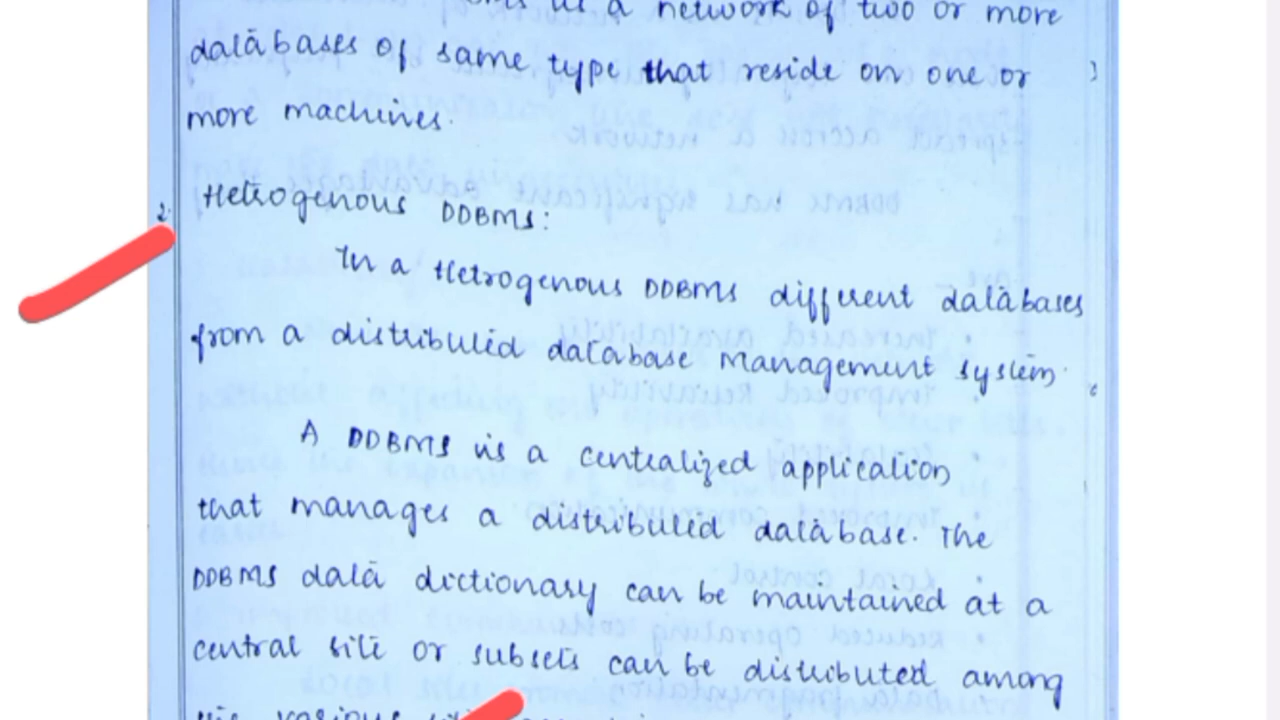 is a network of two or more
databases of same type that reside on one or
more machines.
2. Hetrogenous DDBMS:
In a Hetrogenous DDBMS different databases
from a distributed database management system.
A DDBMS is a centralized application
that manages a distributed database. The
DDBMS data dictionary can be maintained at a
central site or subsets can be distributed among
various